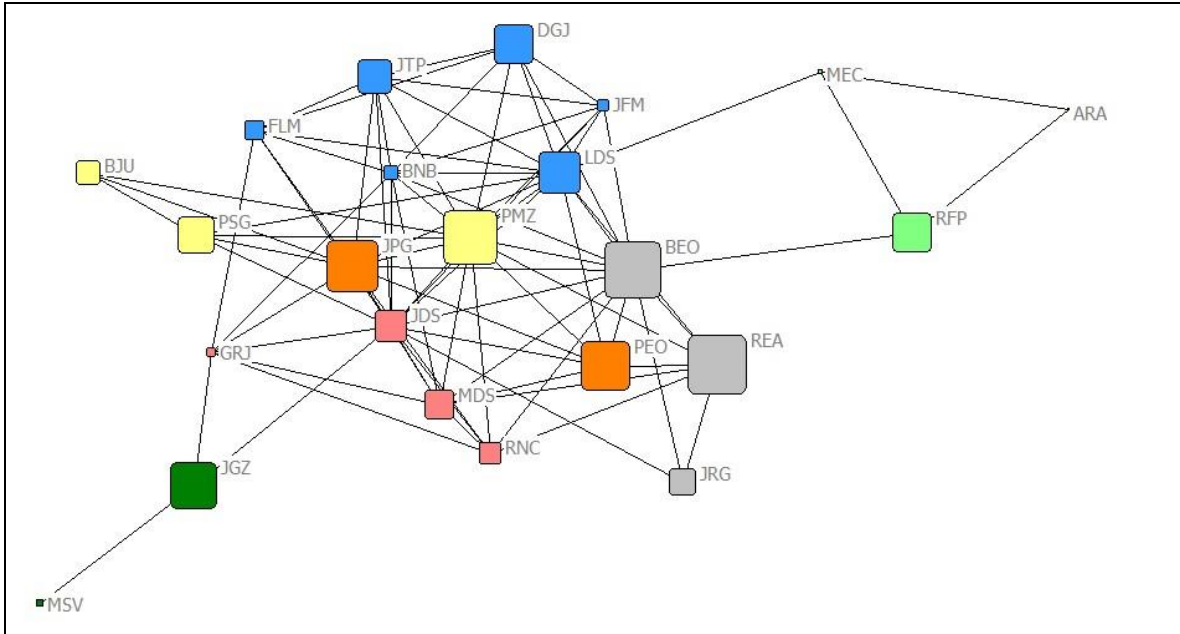 DGJ
JTP
MEC
JFM
ARA
FLM
LDS
BJU
BNB
PSG
PMZ
RFP
JPG
BEO
JDS
REA
PEO
GRJ
MDS
RNC
JGZ
JRG
MSV